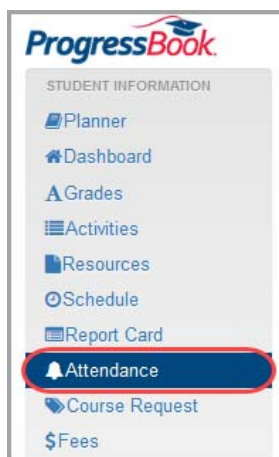 ProgressBook
STUDENT INFORMATION
Planner
Dashboard
Grades
Activities
Resources
Schedule
Report Card
Attendance
Course Request
Fees